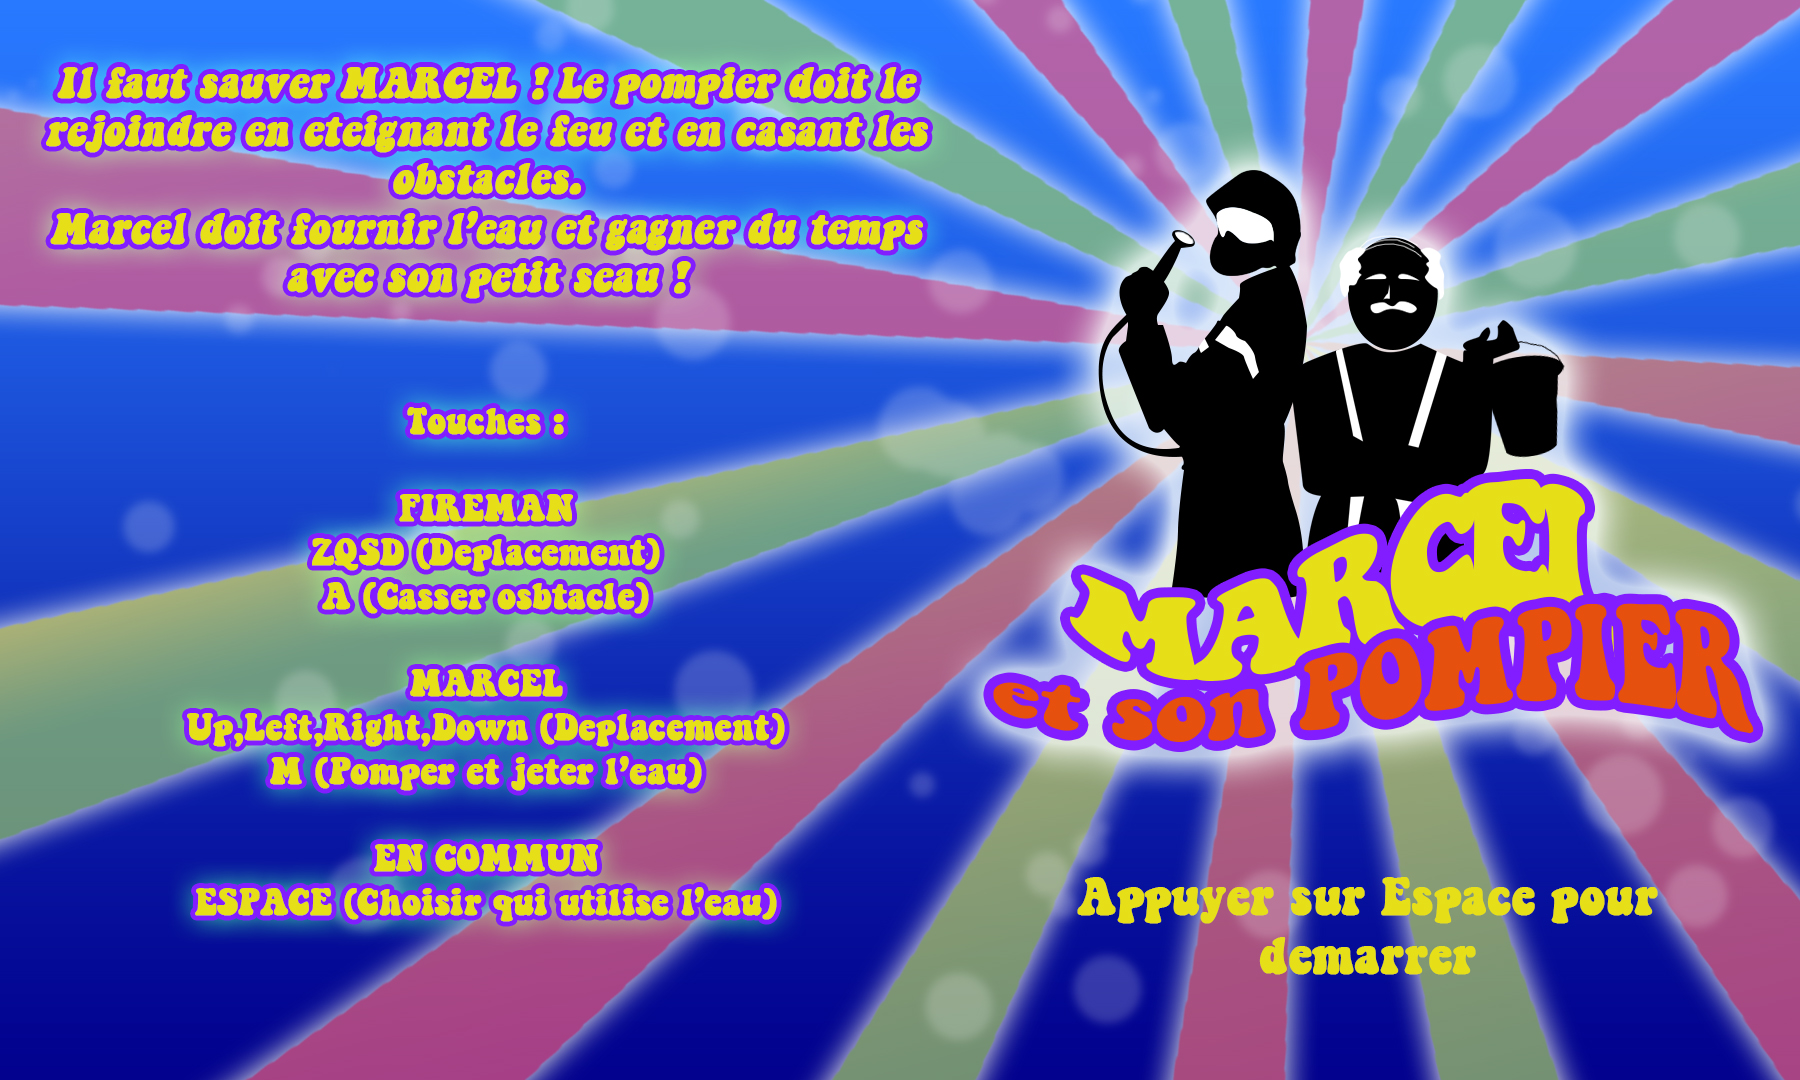 Il faut sauver MARCEL ! Le pompier doit le
rejoindre en eteignant le feu et en casant les
obstacles.
Marcel doit fournir l'eau et gagner du temps
avec son petit seau !
Touches :
FIREMAN
ZQSD (Deplacement)
A (Casser osbtacle)
MARCEL
Up,Left,Right,Down (Deplacement)
M (Pomper et jeter l'eau)
EN COMMUN
ESPACE (Choisir qui utilise l'eau)
MARCEL
et son POMPIER
Appuyer sur Espace pour
demarrer